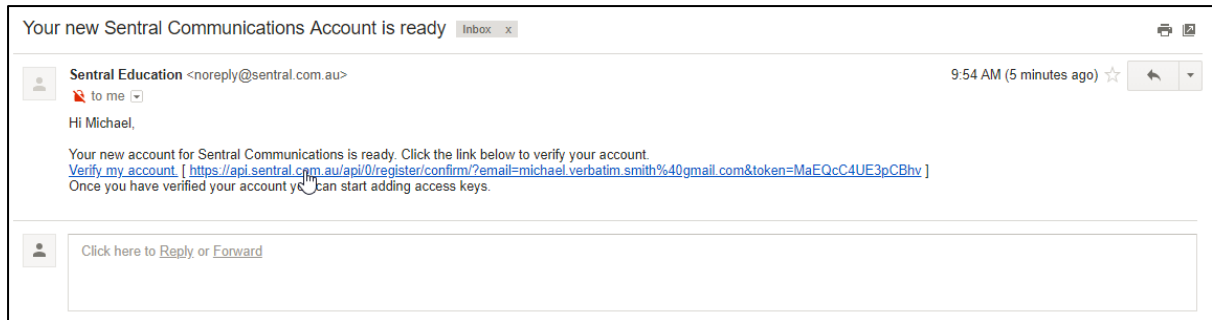 Your new Sentral Communications Account is ready Inbox x
Sentral Education <noreply@sentral.com.au> 9:54 AM (5 minutes ago)
to me
Hi Michael,
Your new account for Sentral Communications is ready. Click the link below to verify your account.
Verify my account. [ https://api.sentral.com.au/api/0/register/confirm/?email=michael.verbatim.smith%40gmail.com&token=MaEQcC4UE3pCBhv ]
Once you have verified your account you can start adding access keys.
Click here to Reply or Forward